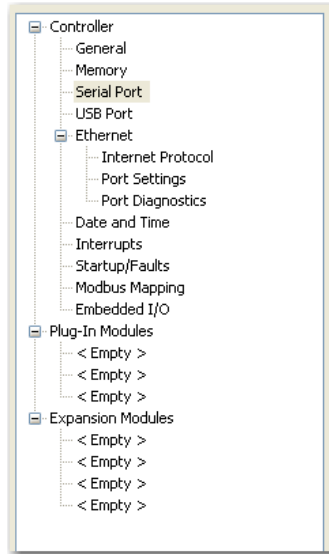 Controller
General
Memory
Serial Port
USB Port
Ethernet
Internet Protocol
Port Settings
Port Diagnostics
Date and Time
Interrupts
Startup/Faults
Modbus Mapping
Embedded I/O
Plug-In Modules
< Empty >
< Empty >
< Empty >
Expansion Modules
< Empty >
< Empty >
< Empty >
< Empty >